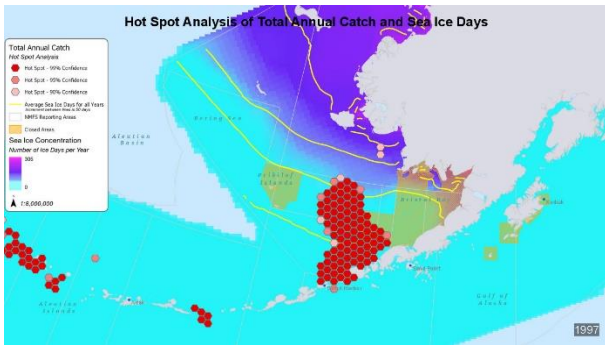 Hot Spot Analysis of Total Annual Catch and Sea Ice Days
Total Annual Catch
Hot Spot Analysis
Hot Spot - 99% Confidence
Hot Spot - 95% Confidence
Hot Spot - 90% Confidence
Average Sea Ice Days for all Years
NMFS Reporting Areas
Closed Areas
Sea Ice Concentration
Number of Ice Days per Year
0
N
1:8,000,000
Bering Sea
Aleutian
Basin
Pribilof
Islands
Kodiak
Sand Point
Gulf of
Alaska
Aleutian
Islands
1997